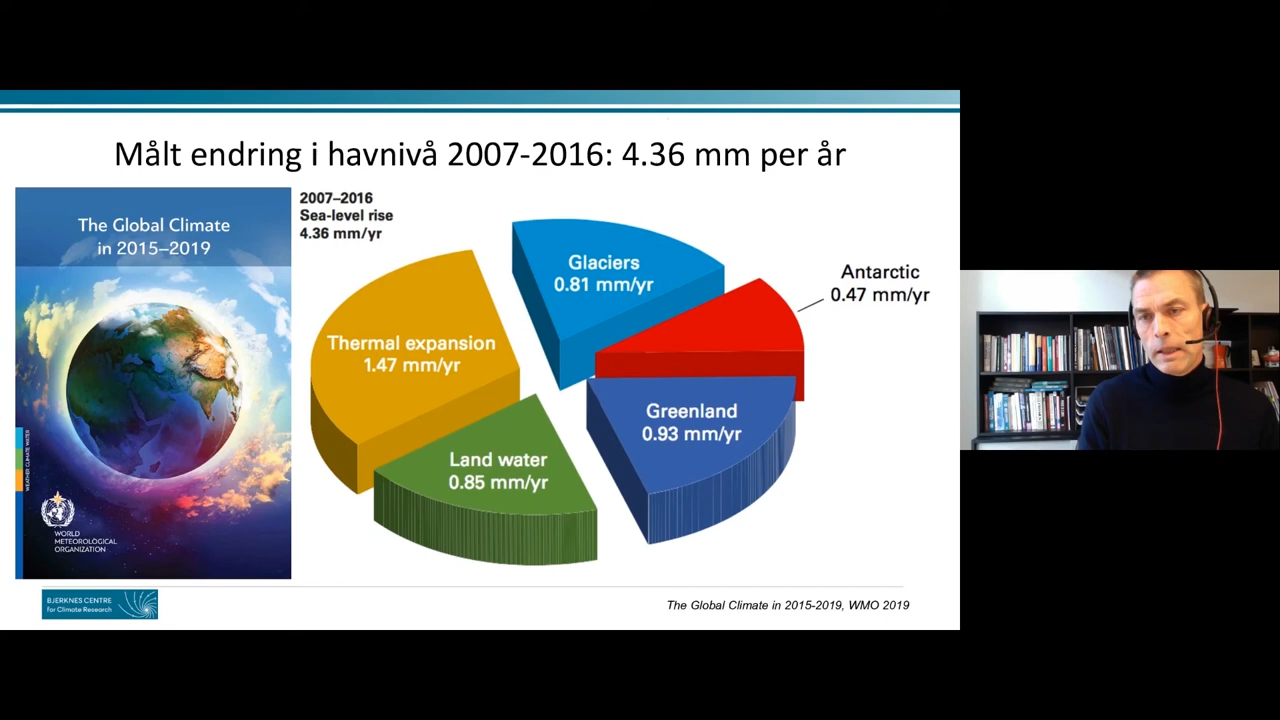 Målt endring i havnivå 2007-2016: 4.36 mm per år
The Global Climate
in 2015–2019
WEATHER CLIMATE WATER
WORLD
METEOROLOGICAL
ORGANIZATION
2007–2016
Sea-level rise
4.36 mm/yr
Glaciers
0.81 mm/yr
Antarctic
0.47 mm/yr
Thermal expansion
1.47 mm/yr
Greenland
0.93 mm/yr
Land water
0.85 mm/yr
BJERKNES CENTRE
for Climate Research
The Global Climate in 2015-2019, WMO 2019